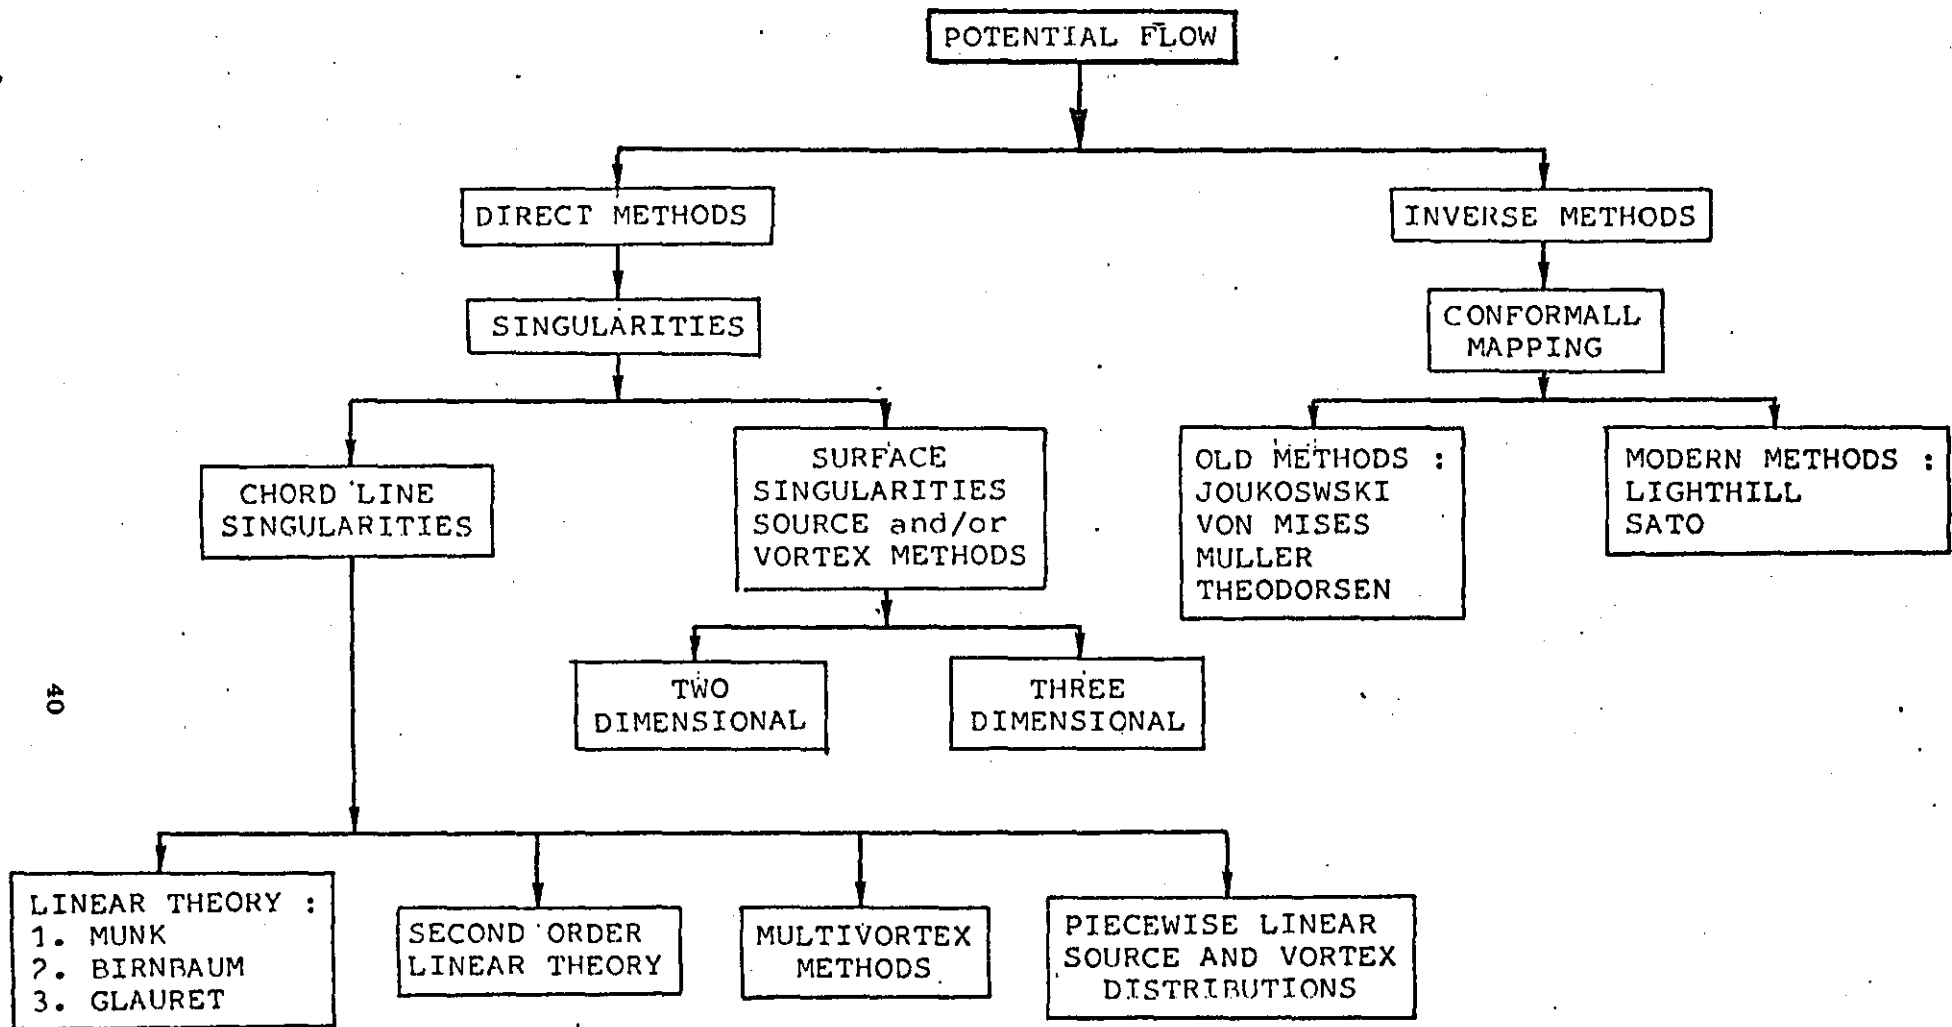 POTENTIAL FLOW
DIRECT METHODS
INVERSE METHODS
SINGULARITIES
CONFORMALL
MAPPING
CHORD LINE
SINGULARITIES
SURFACE
SINGULARITIES
SOURCE and/or
VORTEX METHODS
OLD METHODS :
JOUKOSWSKI
VON MISES
MULLER
THEODORSEN
MODERN METHODS :
LIGHTHILL
SATO
TWO
DIMENSIONAL
THREE
DIMENSIONAL
40
LINEAR THEORY :
1. MUNK
2. BIRNBAUM
3. GLAURET
SECOND ORDER
LINEAR THEORY
MULTIVORTEX
METHODS
PIECEWISE LINEAR
SOURCE AND VORTEX
DISTRIBUTIONS